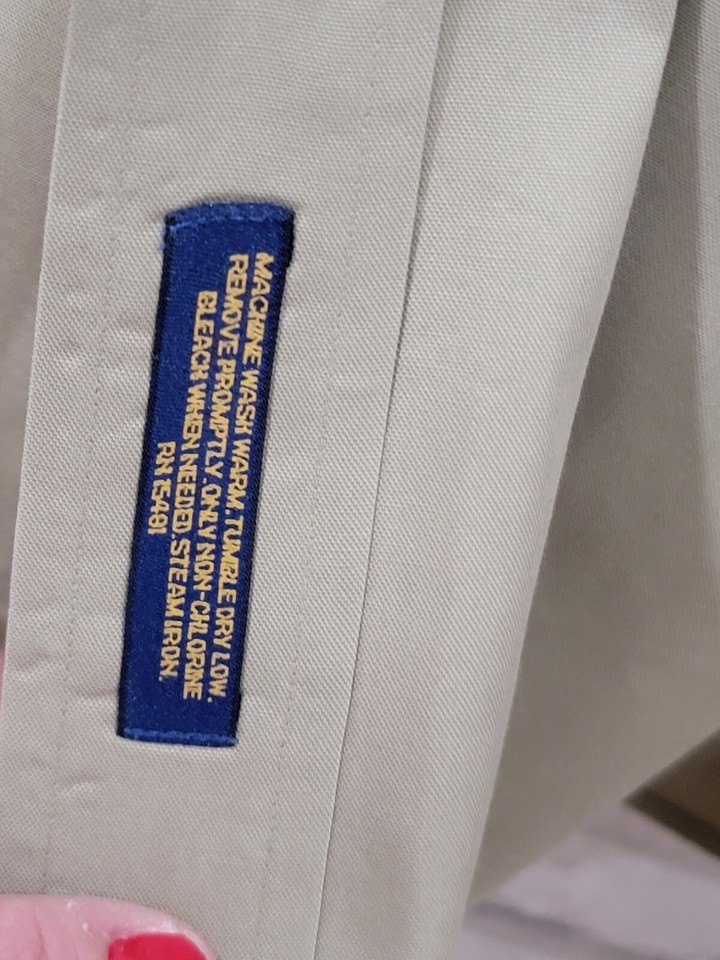 MACHINE WASH WARM. TUMBLE DRY LOW.
REMOVE PROMPTLY. ONLY NON-CHLORINE
BLEACH WHEN NEEDED. STEAM IRON.
RN 15481